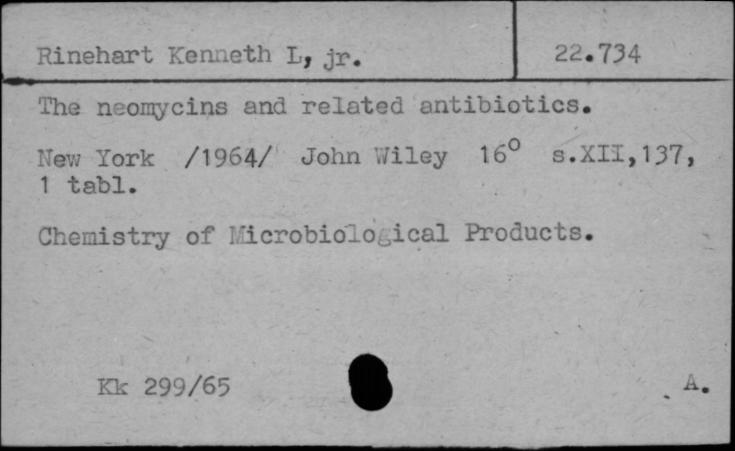 Rinehart Kenneth L, jr. 22.734
The neomycins and related antibiotics.
New York /1964/ John Wiley 16° s.XII,137,
1 tabl.
Chemistry of Microbiological Products.
Kk 299/65 A.